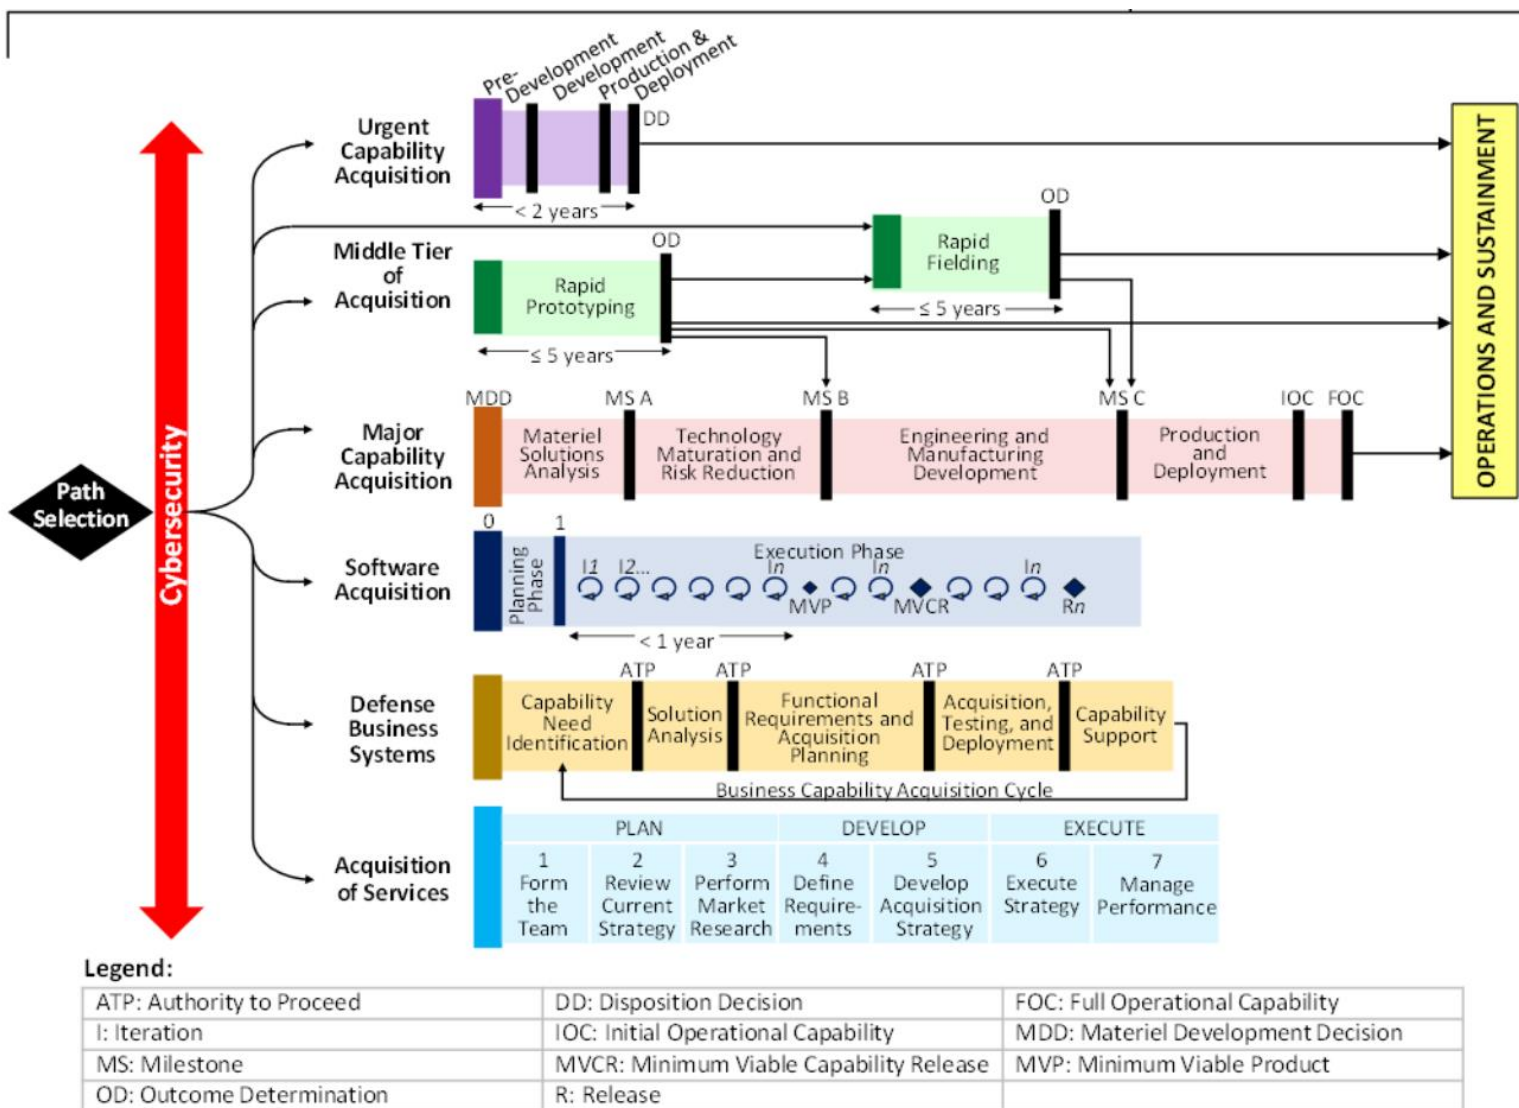 Pre-
Development
Development
Production &
Deployment
Urgent
Capability
Acquisition
DD
< 2 years
Middle Tier
of
Acquisition
OD
Rapid
Prototyping
≤ 5 years
OD
Rapid
Fielding
≤ 5 years
OPERATIONS AND SUSTAINMENT
Path
Selection
Cybersecurity
Major
Capability
Acquisition
MDD
MS A
MS B
MS C
IOC
FOC
Materiel
Solutions
Analysis
Technology
Maturation and
Risk Reduction
Engineering and
Manufacturing
Development
Production
and
Deployment
Software
Acquisition
0
1
Planning
Phase
Execution Phase
I1
I2...
In
In
In
MVP
MVCR
Rn
< 1 year
Defense
Business
Systems
ATP
ATP
ATP
ATP
Capability
Need
Identification
Solution
Analysis
Functional
Requirements and
Acquisition
Planning
Acquisition,
Testing, and
Deployment
Capability
Support
Business Capability Acquisition Cycle
Acquisition
of Services
PLAN
DEVELOP
EXECUTE
1
Form
the
Team
2
Review
Current
Strategy
3
Perform
Market
Research
4
Define
Require-
ments
5
Develop
Acquisition
Strategy
6
Execute
Strategy
7
Manage
Performance
Legend:
ATP: Authority to Proceed
DD: Disposition Decision
FOC: Full Operational Capability
I: Iteration
IOC: Initial Operational Capability
MDD: Materiel Development Decision
MS: Milestone
MVCR: Minimum Viable Capability Release
MVP: Minimum Viable Product
OD: Outcome Determination
R: Release